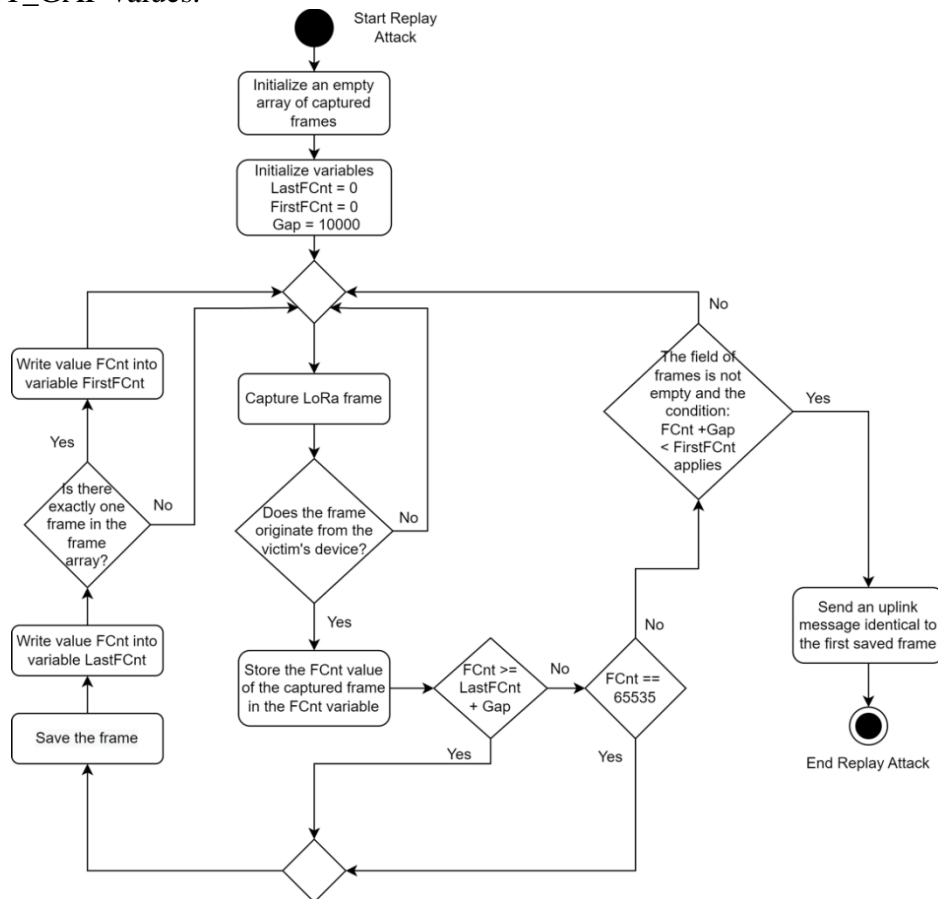 Start Replay
Attack
Initialize an empty
array of captured
frames
Initialize variables
LastFCnt = 0
FirstFCnt = 0
Gap = 10000
No
Write value FCnt into
variable FirstFCnt
Capture LoRa frame
The field of
frames is not
empty and the
condition:
FCnt +Gap
< FirstFCnt
applies
Yes
Yes
Is there
exactly one
frame in the
frame
array?
No
Does the frame
originate from the
victim's device?
No
Yes
No
Send an uplink
message identical to
the first saved frame
Write value FCnt into
variable LastFCnt
Store the FCnt value
of the captured frame
in the FCnt variable
FCnt >=
LastFCnt
+ Gap
No
FCnt ==
65535
Save the frame
Yes
Yes
End Replay Attack